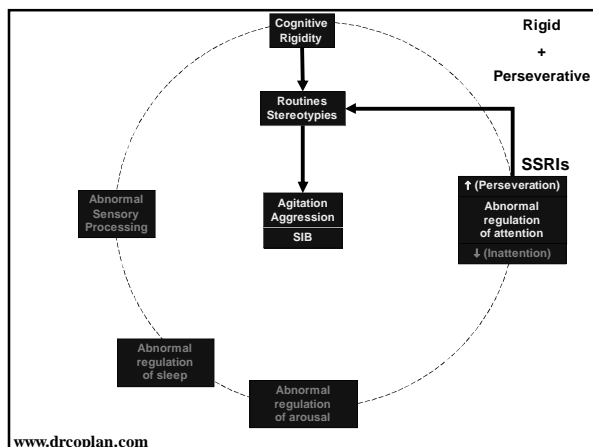 Cognitive
Rigidity
Rigid
+
Perseverative
Routines
Stereotypies
SSRIs
↑ (Perseveration)
Abnormal
regulation
of attention
↓ (Inattention)
Abnormal
Sensory
Processing
Agitation
Aggression
SIB
Abnormal
regulation
of sleep
Abnormal
regulation
of arousal
www.drcoplan.com